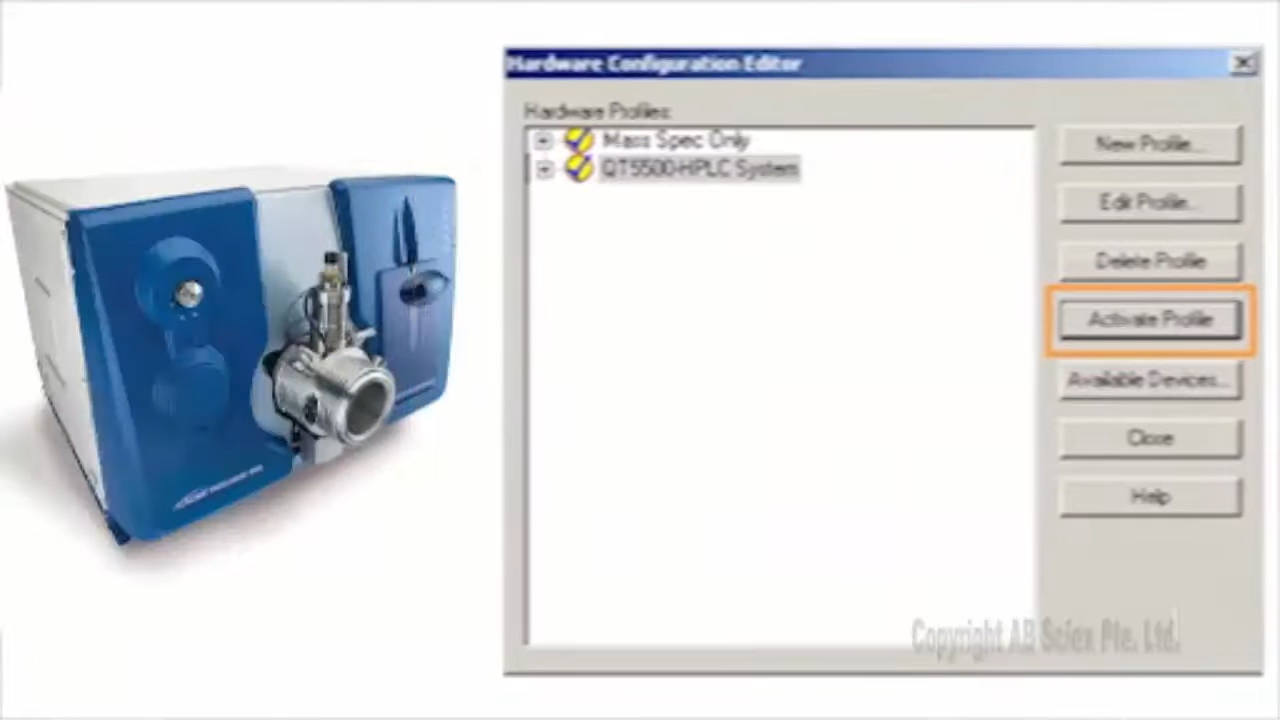 Hardware Configuration Editor
Hardware Profiles:
Mass Spec Only
QT5500-HPLC System
New Profile...
Edit Profile...
Delete Profile
Activate Profile
Available Devices...
Close
Help
Copyright AB Sciex Pte. Ltd.